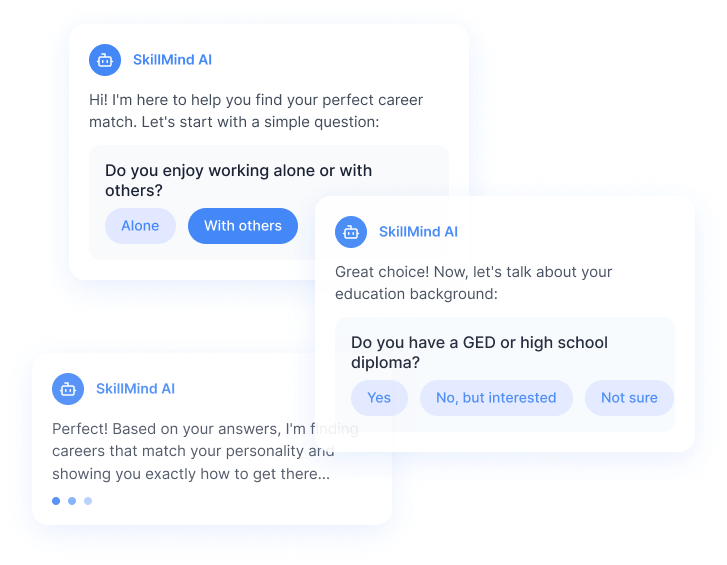 SkillMind AI
Hi! I'm here to help you find your perfect career
match. Let's start with a simple question:
Do you enjoy working alone or with
others?
Alone
With others
SkillMind AI
Great choice! Now, let's talk about your
education background:
Do you have a GED or high school
diploma?
Yes
No, but interested
Not sure
SkillMind AI
Perfect! Based on your answers, I'm finding
careers that match your personality and
showing you exactly how to get there...